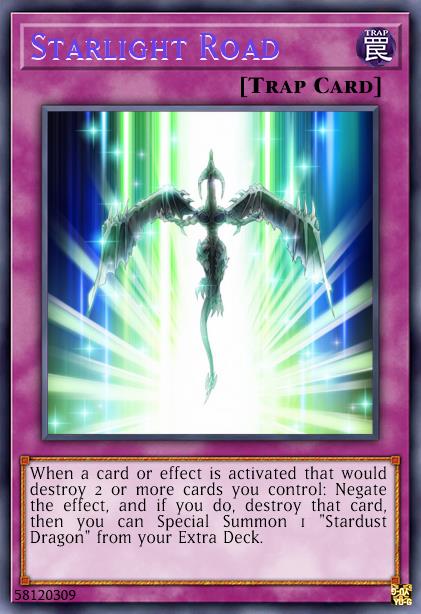 Starlight Road
TRAP
罠
[Trap Card]
When a card or effect is activated that would
destroy 2 or more cards you control: Negate
the effect, and if you do, destroy that card,
then you can Special Summon 1 "Stardust
Dragon" from your Extra Deck.
58120309